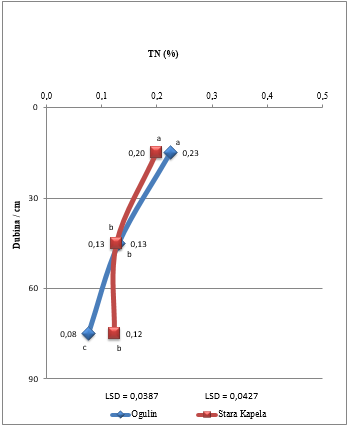 TN (%)
0,0 0,1 0,2 0,3 0,4 0,5
0
30
60
90
Dubina / cm
a
a
0,20
0,23
b
0,13
0,13
b
0,08
0,12
c
b
LSD = 0,0387 LSD = 0,0427
Ogulin Stara Kapela